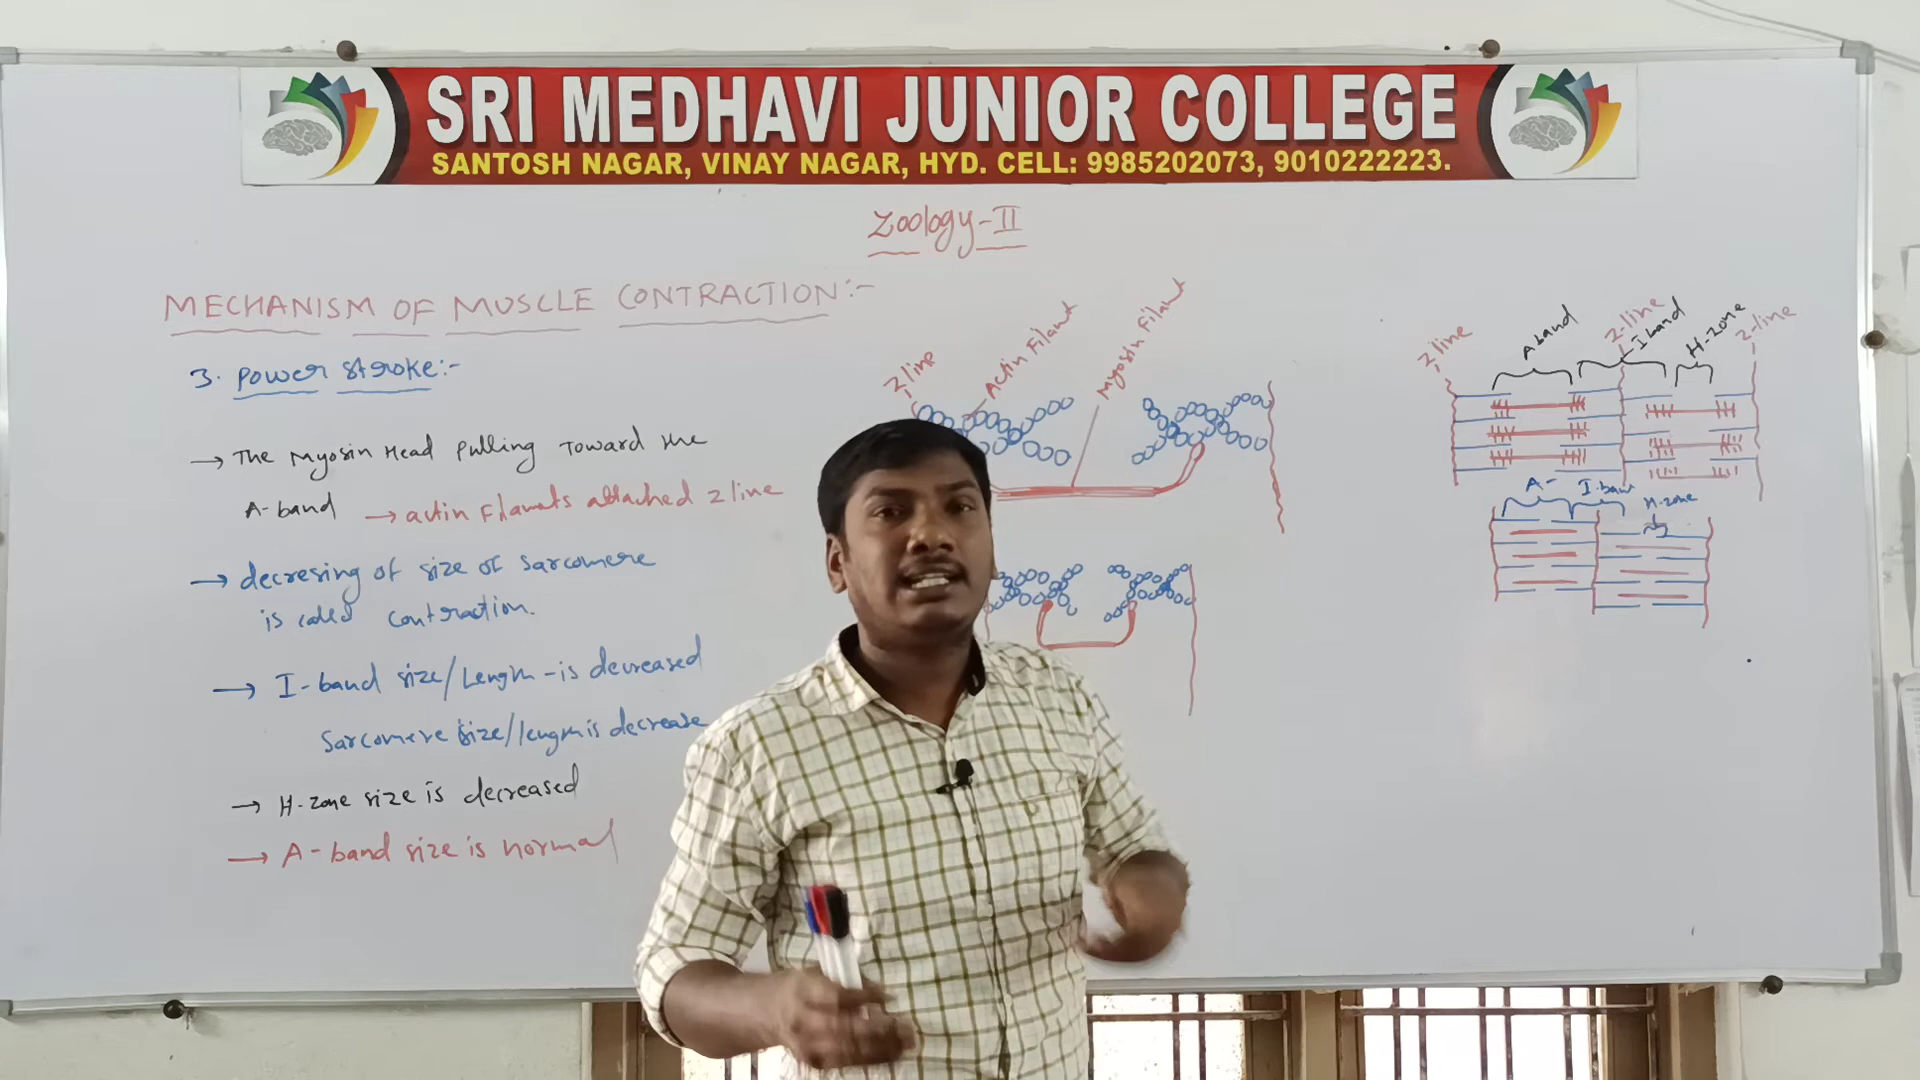 SRI MEDHAVI JUNIOR COLLEGE
SANTOSH NAGAR, VINAY NAGAR, HYD. CELL: 9985202073, 9010222223.
Zoology-II
MECHANISM OF MUSCLE CONTRACTION:-
3. Power stroke:-
→ The Myosin Head Pulling Toward the
A-band → actin Filamats attached z line
→ decresing of size of sarcomere
is called contraction.
→ I-band size/Length-is decreased
Sarcomere size/length is decrease
→ H-zone size is decreased
→ A-band size is normal
Z line
Actin Filamt
Myosin Filamt
Z line
A band
Z-line
I band
H-zone
Z-line
A-
I-band
H-zone